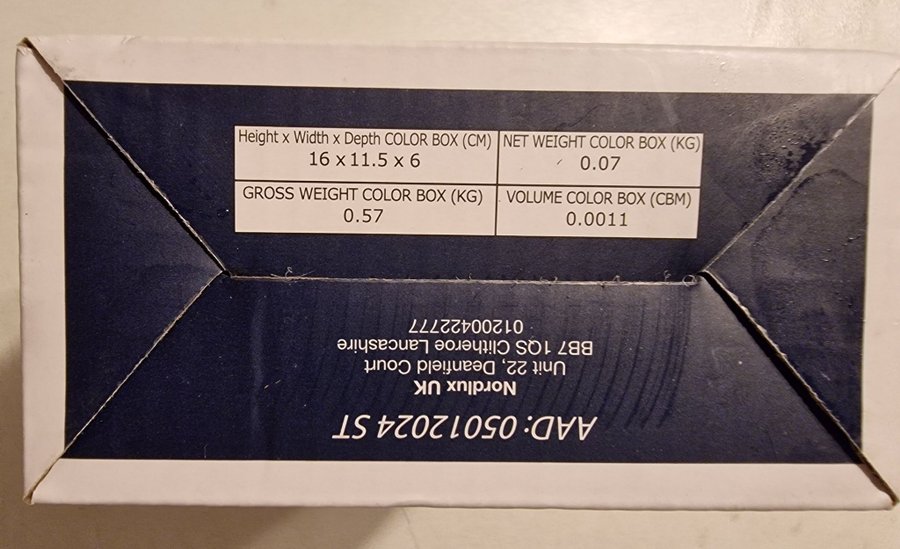 Height x Width x Depth COLOR BOX (CM)
16 x 11.5 x 6
NET WEIGHT COLOR BOX (KG)
0.07
GROSS WEIGHT COLOR BOX (KG)
0.57
VOLUME COLOR BOX (CBM)
0.0011
AAD: 05012024 ST
Nordlux UK
Unit 22, Deanfield Court
BB7 1QS Clitheroe Lancashire
01200422777